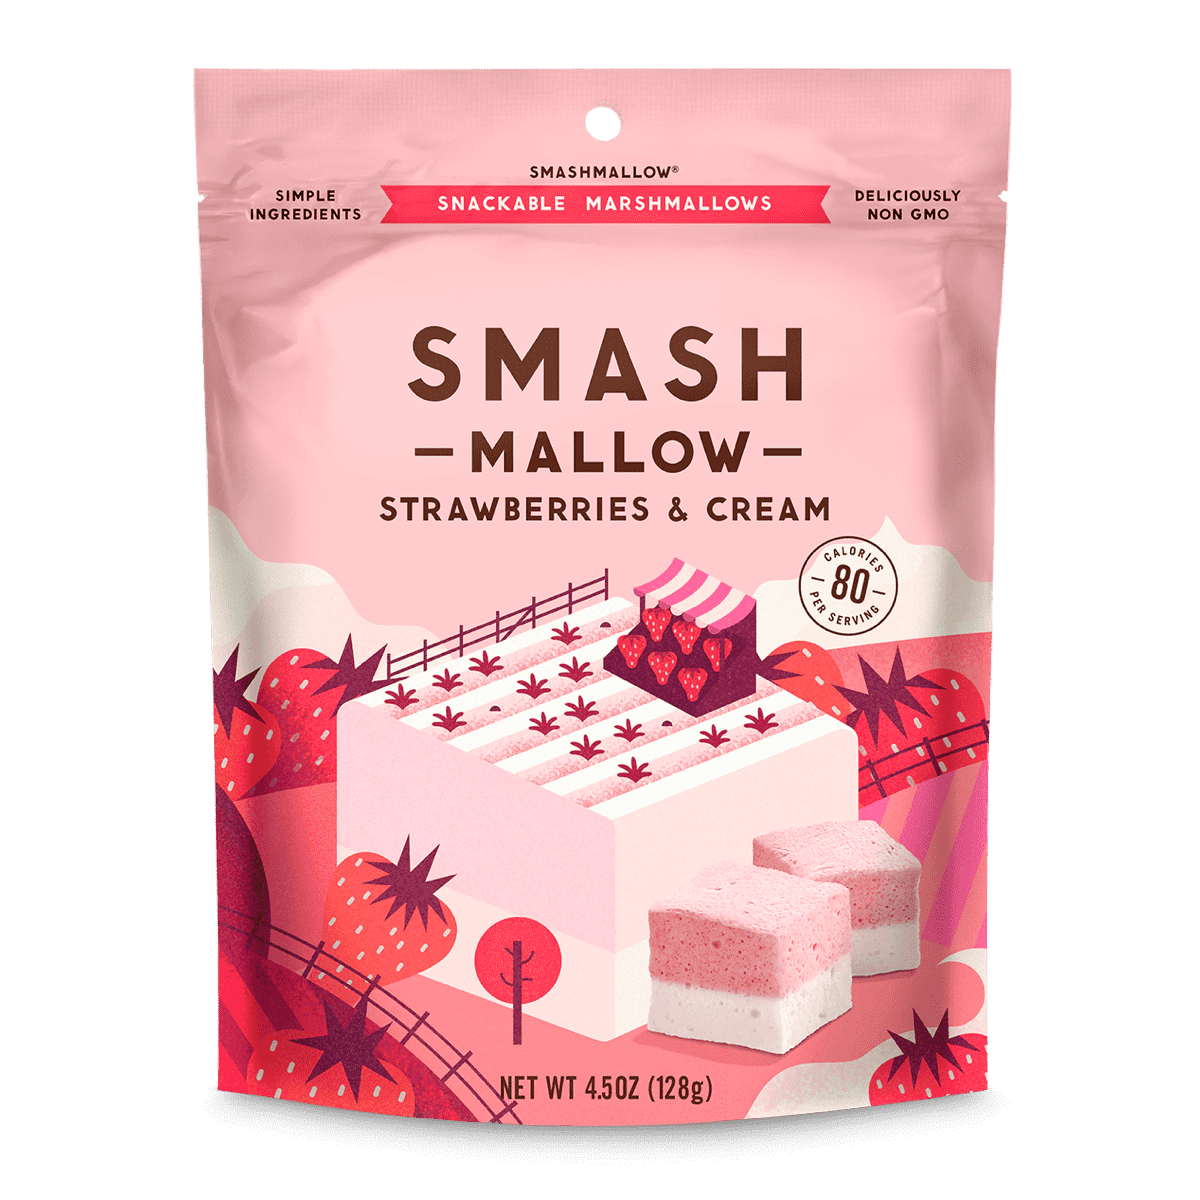 SMASHMALLOW®
SIMPLE
INGREDIENTS
SNACKABLE MARSHMALLOWS
DELICIOUSLY
NON GMO
SMASH
–MALLOW–
STRAWBERRIES & CREAM
CALORIES
80
PER SERVING
NET WT 4.5OZ (128g)